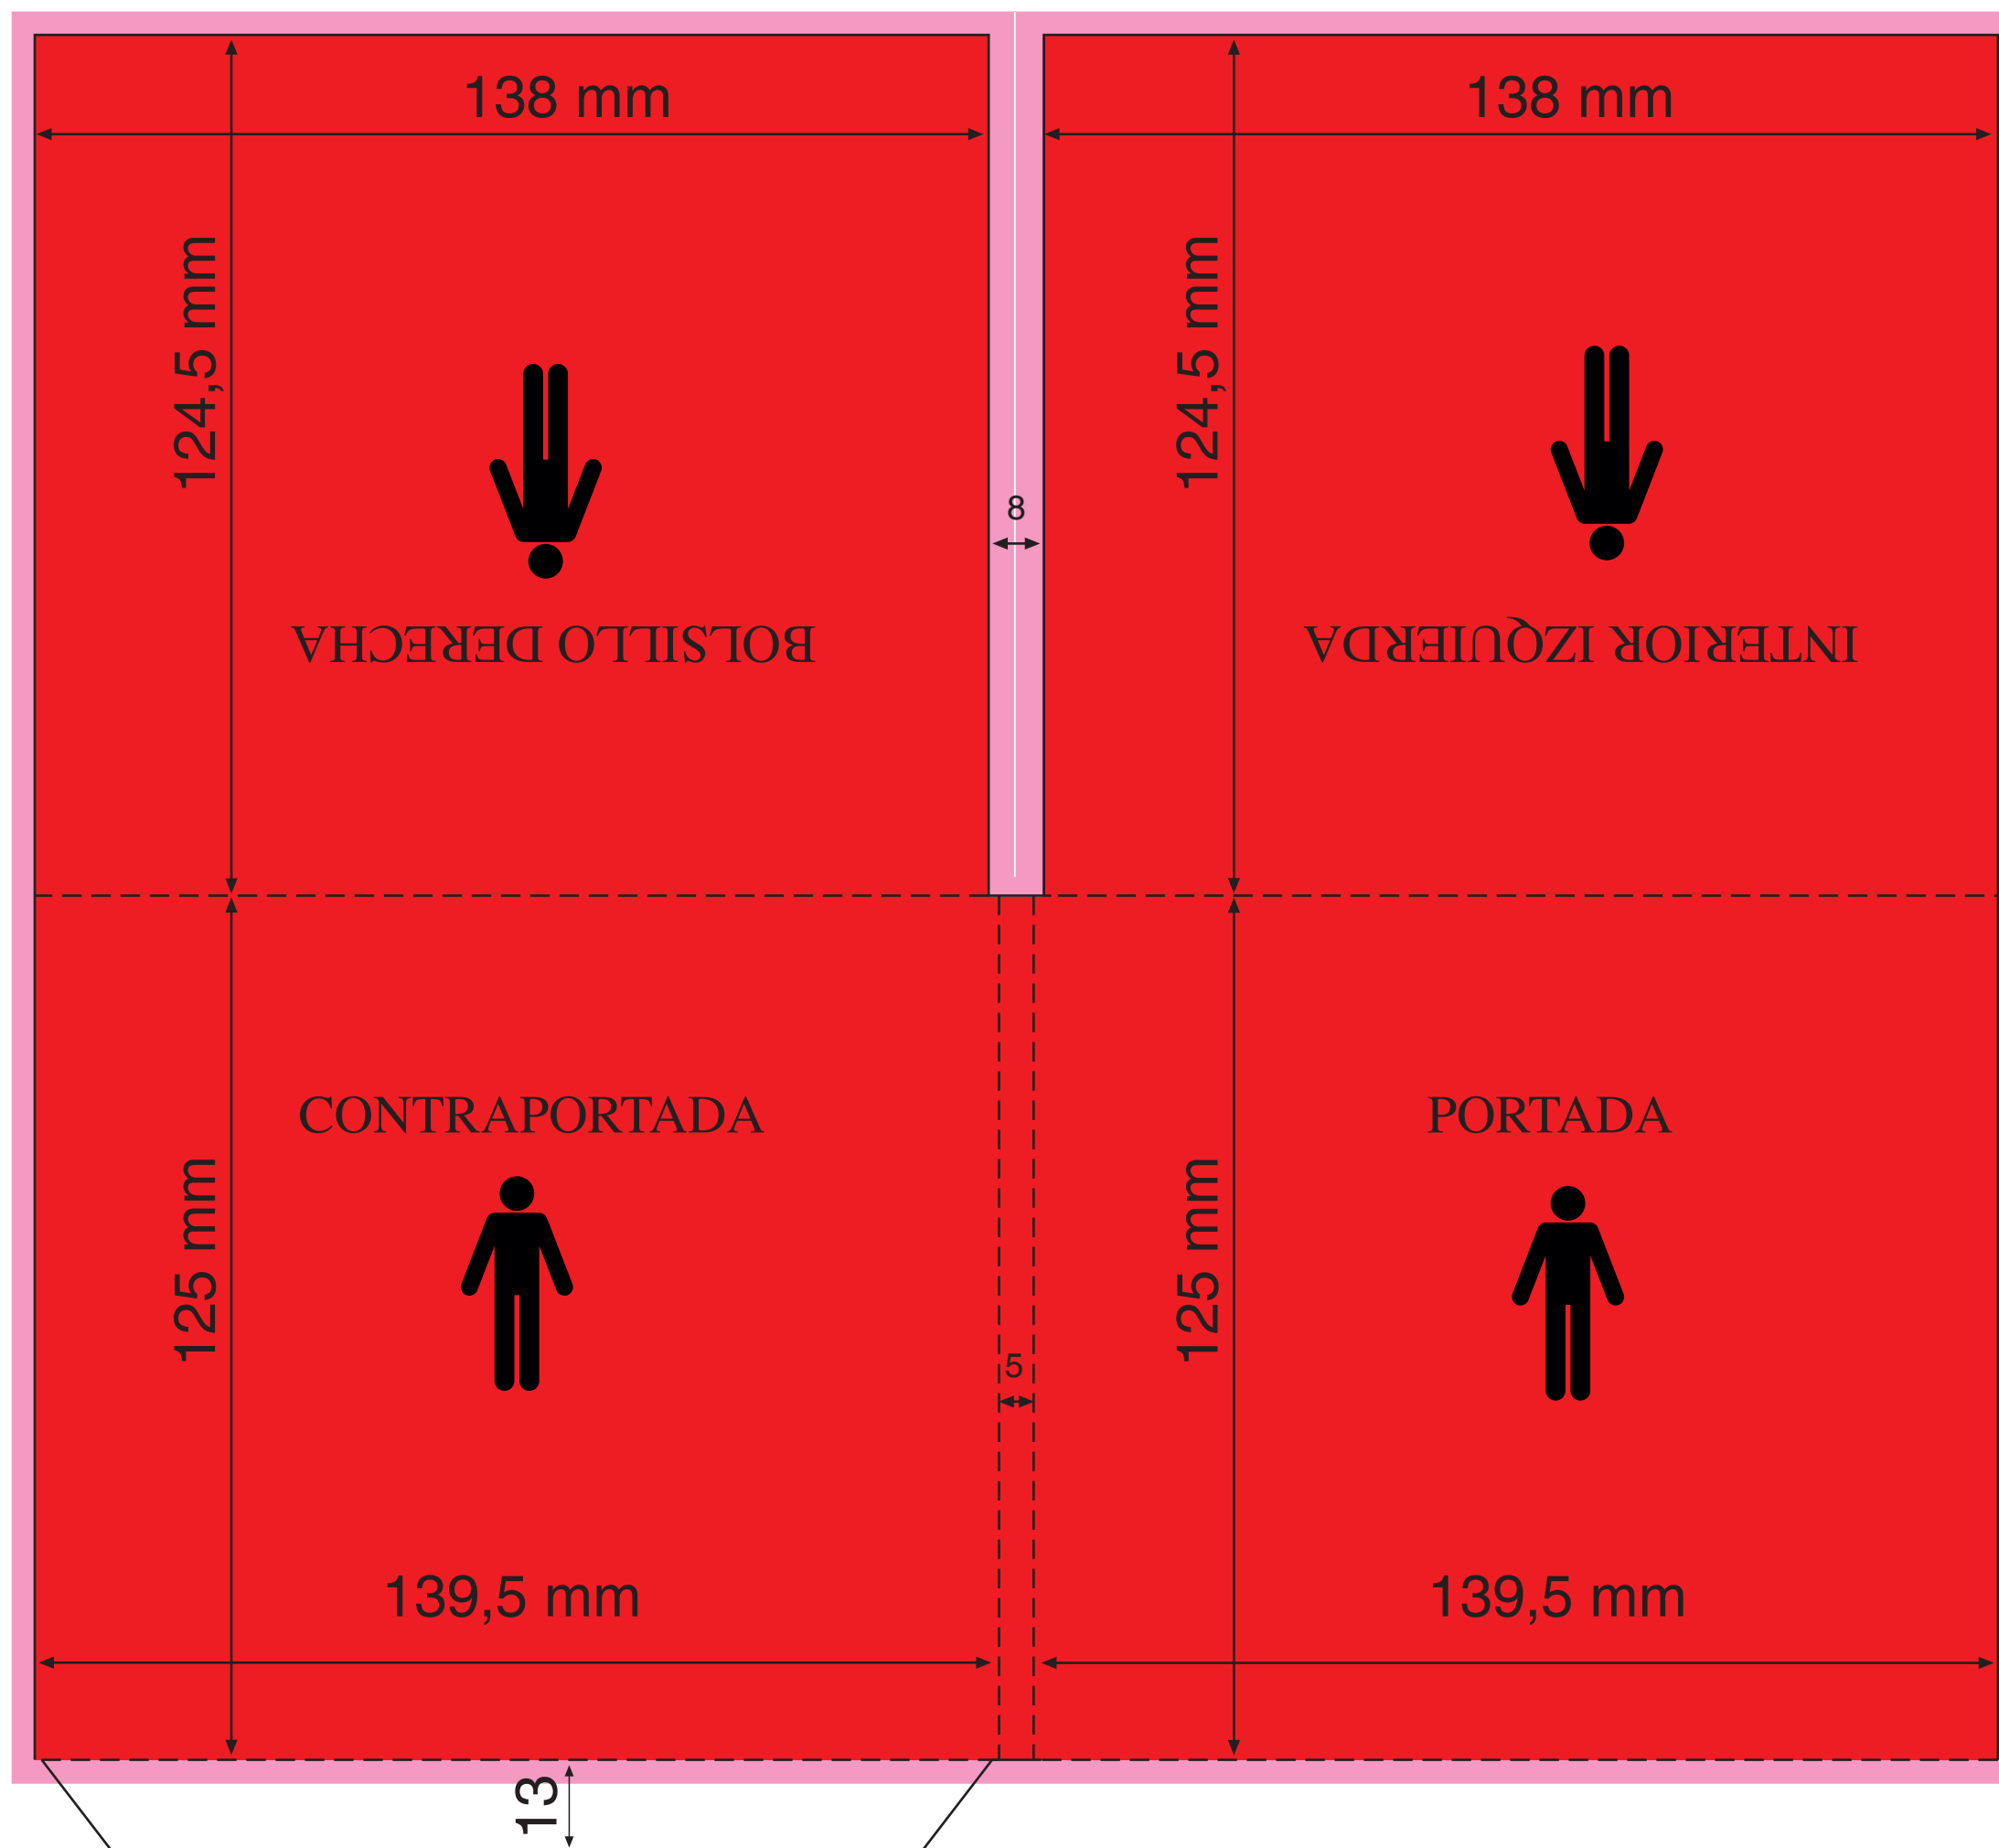 138 mm
138 mm
124,5 mm
124,5 mm
8
BOLSILLO DERECHA
INTERIOR IZQUIERDA
CONTRAPORTADA
PORTADA
125 mm
125 mm
5
139,5 mm
139,5 mm
13